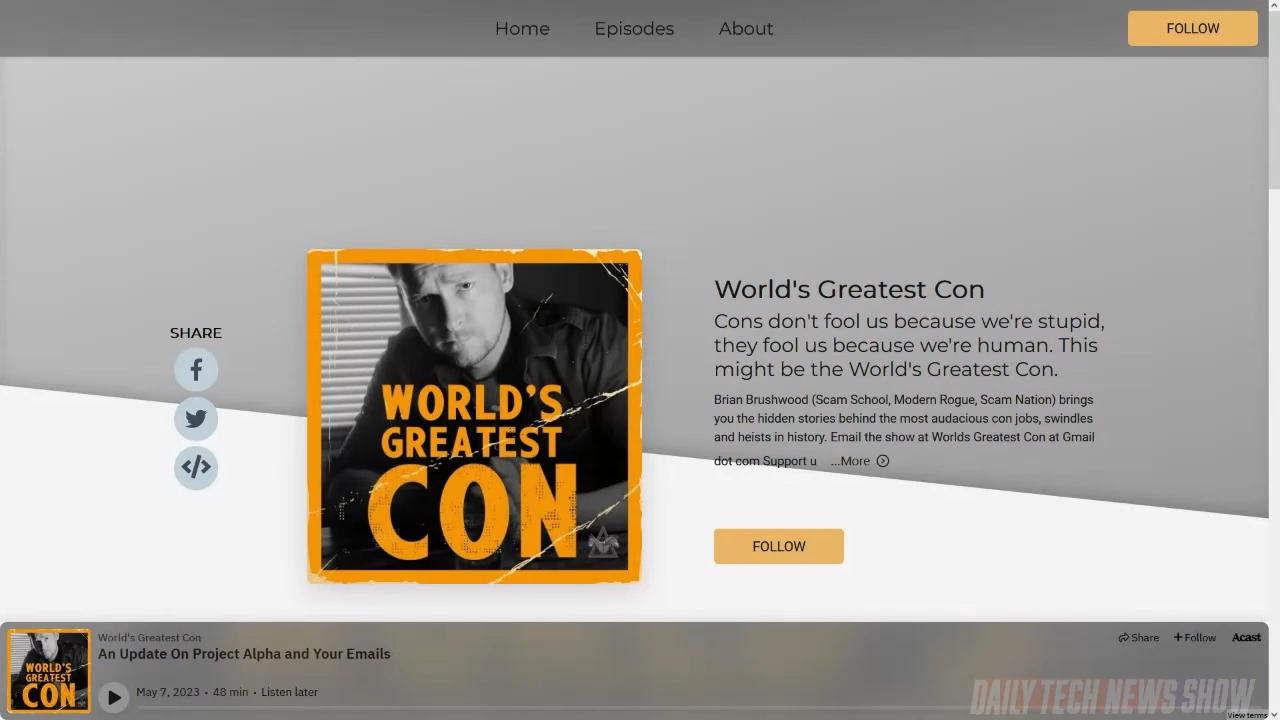 Home Episodes About FOLLOW
SHARE
WORLD'S
GREATEST
CON
World's Greatest Con
Cons don't fool us because we're stupid,
they fool us because we're human. This
might be the World's Greatest Con.
Brian Brushwood (Scam School, Modern Rogue, Scam Nation) brings
you the hidden stories behind the most audacious con jobs, swindles
and heists in history. Email the show at Worlds Greatest Con at Gmail
dot com Support u ...More
FOLLOW
WORLD'S
GREATEST
CON
World's Greatest Con
An Update On Project Alpha and Your Emails
May 7, 2023 • 48 min • Listen later
Share Follow Acast
DAILY TECH NEWS SHOW
View terms